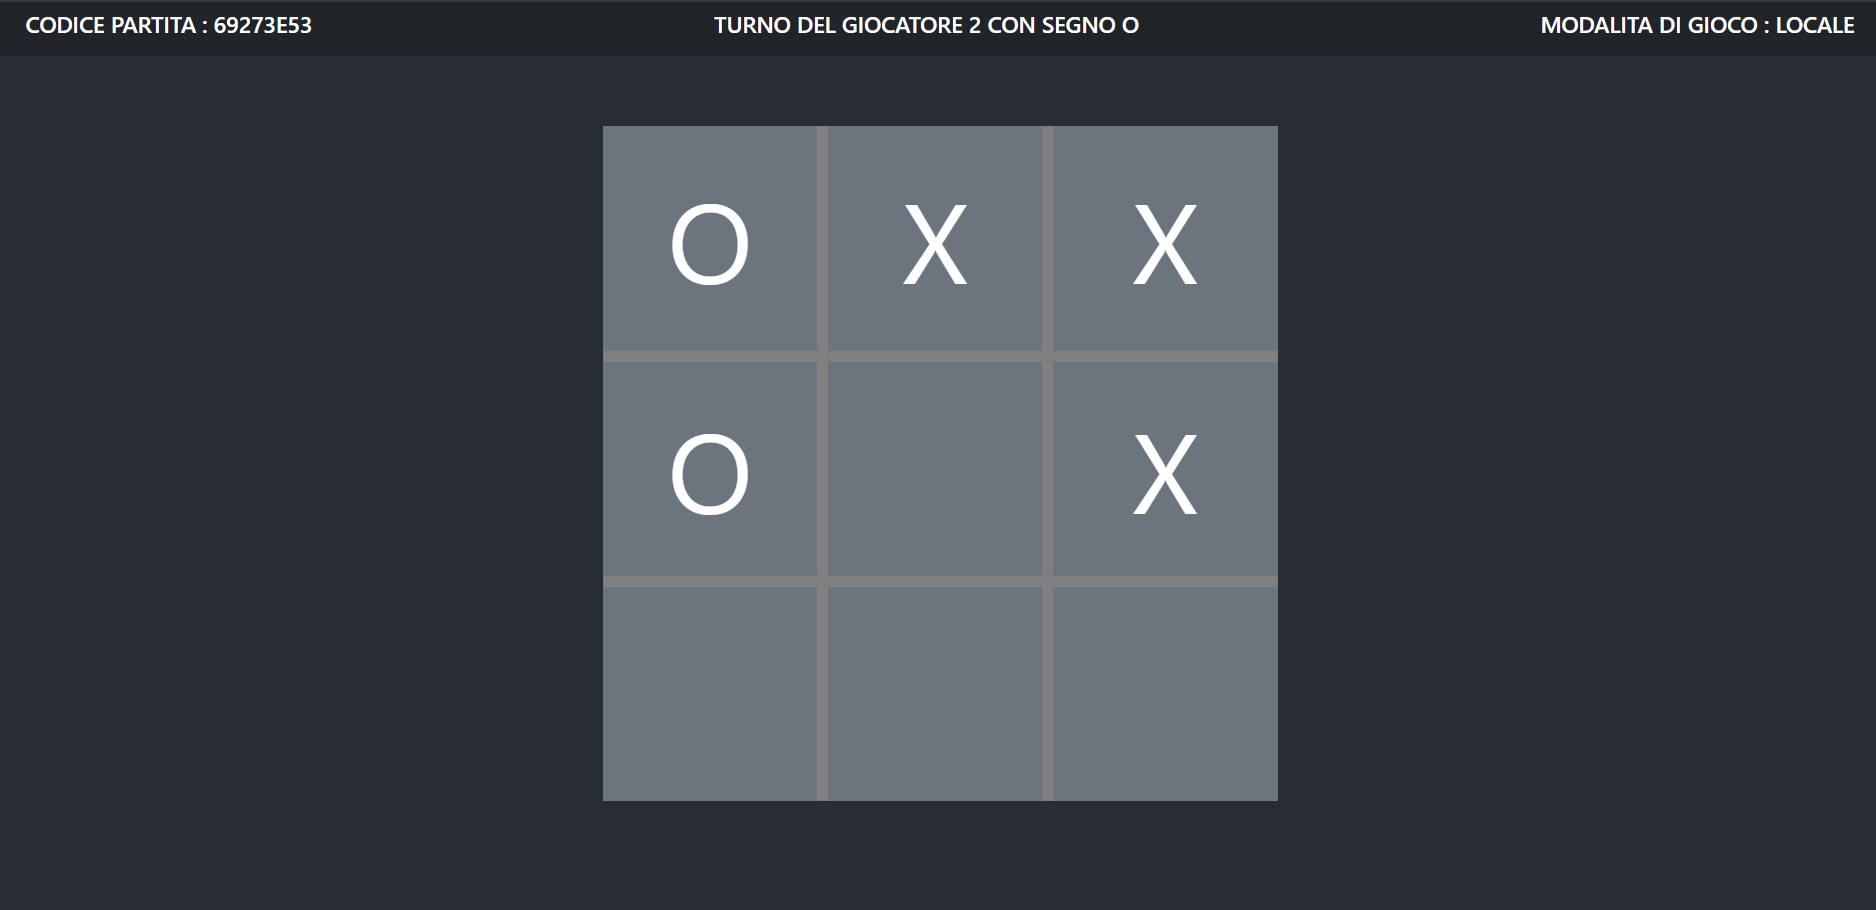 CODICE PARTITA : 69273E53
TURNO DEL GIOCATORE 2 CON SEGNO O
MODALITA DI GIOCO : LOCALE
O X X
O X